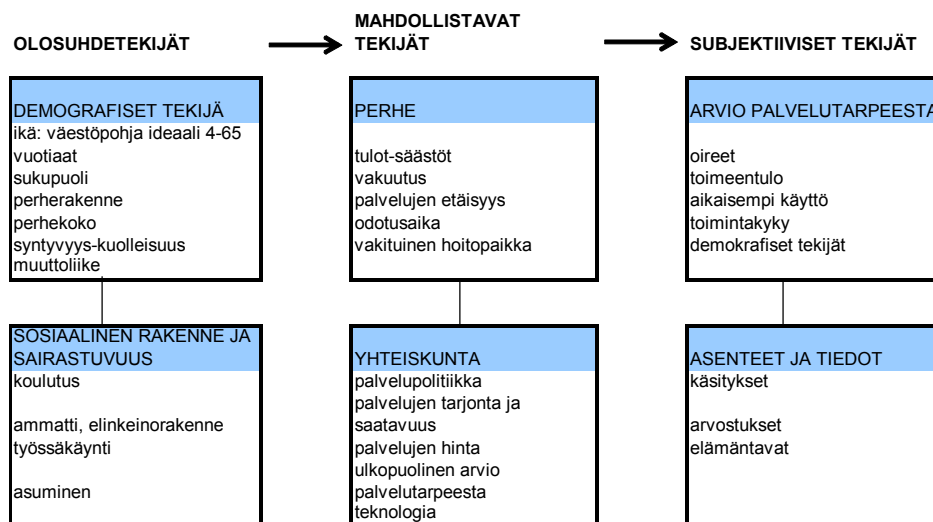 OLOSUHDETEKIJÄT
MAHDOLLISTAVAT
TEKIJÄT
SUBJEKTIIVISET TEKIJÄT
DEMOGRAFISET TEKIJÄ
ikä: väestöpohja ideaali 4-65
vuotiaat
sukupuoli
perherakenne
perhekoko
syntyvyys-kuolleisuus
muuttoliike
PERHE
tulot-säästöt
vakuutus
palvelujen etäisyys
odotusaika
vakituinen hoitopaikka
ARVIO PALVELUTARPEESTA
oireet
toimeentulo
aikaisempi käyttö
toimintakyky
demokrafiset tekijät
SOSIAALINEN RAKENNE JA
SAIRASTUVUUS
koulutus
ammatti, elinkeinorakenne
työssäkäynti
asuminen
YHTEISKUNTA
palvelupolitiikka
palvelujen tarjonta ja
saatavuus
palvelujen hinta
ulkopuolinen arvio
palvelutarpeesta
teknologia
ASENTEET JA TIEDOT
käsitykset
arvostukset
elämäntavat